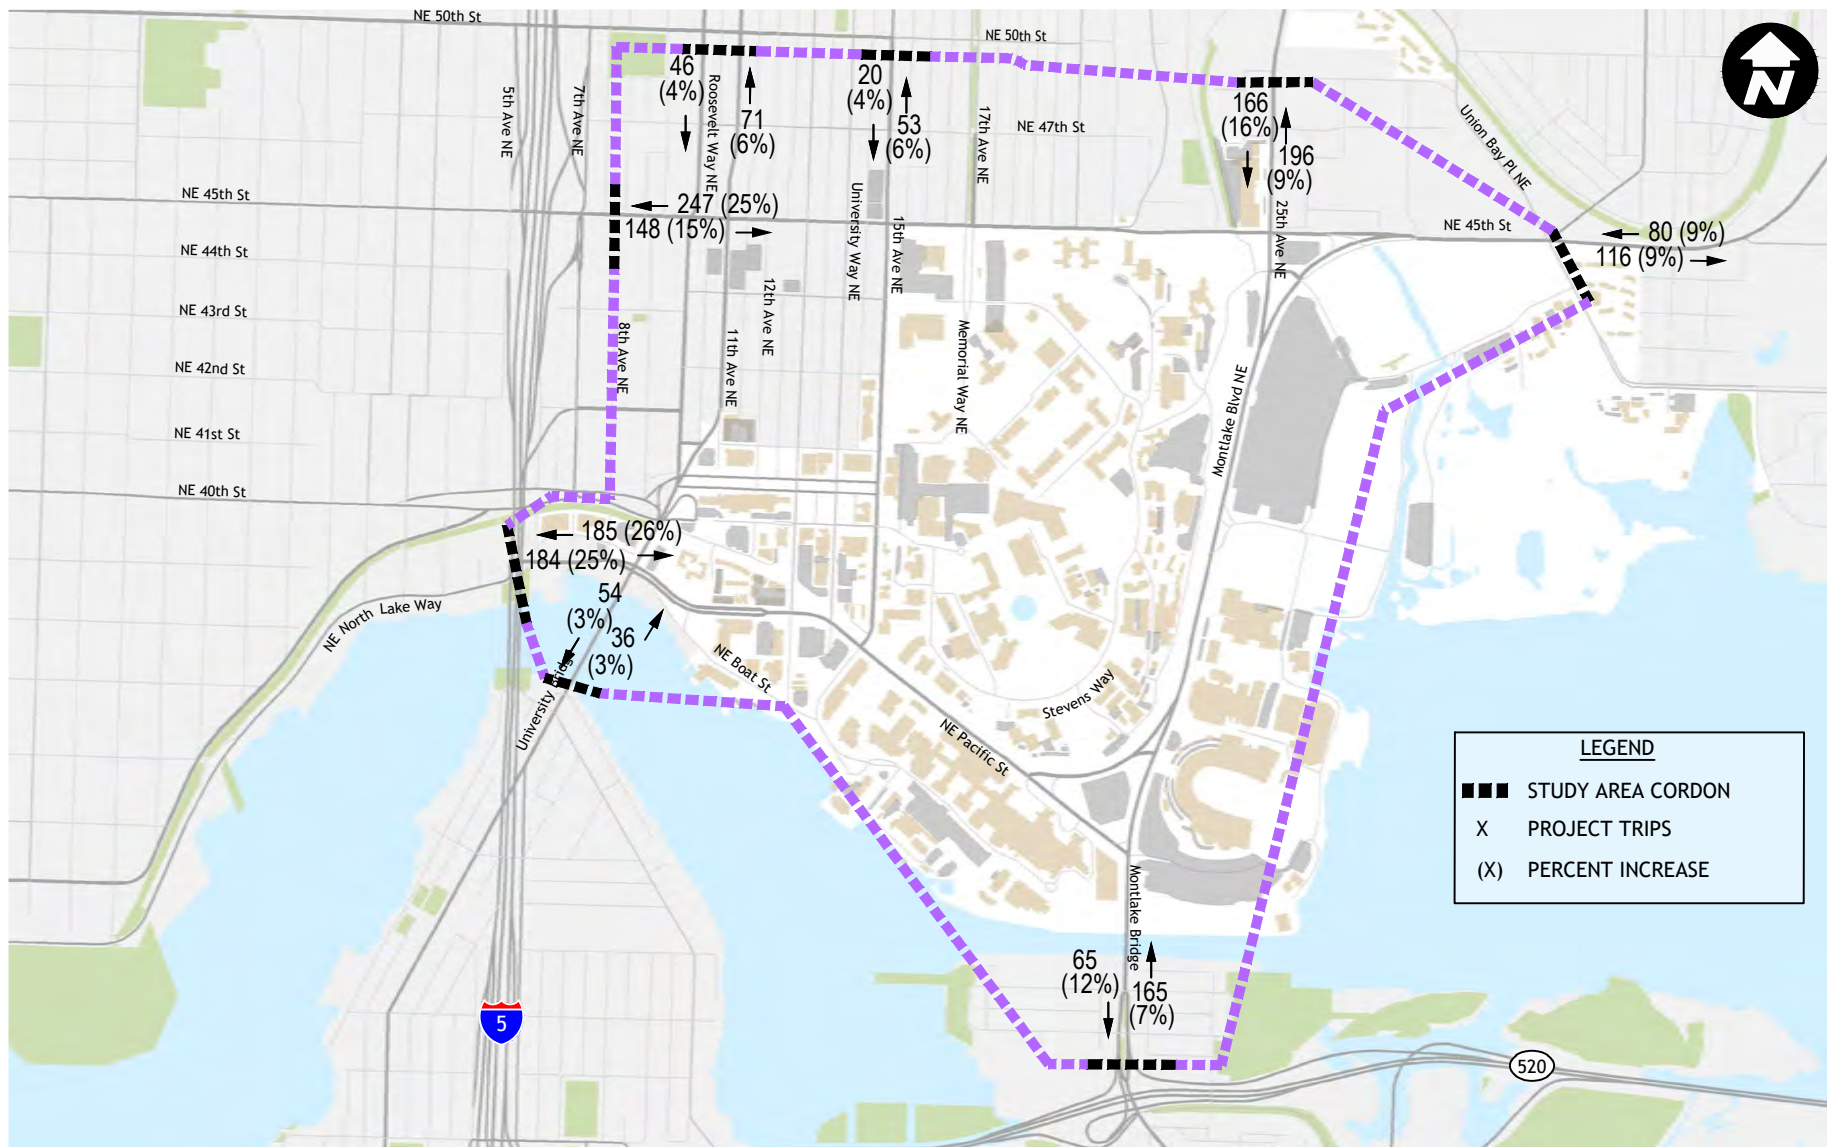 NE 50th St
NE 50th St
N
46
(4%)
71
(6%)
20
(4%)
53
(6%)
166
(16%)
196
(9%)
5th Ave NE
7th Ave NE
Roosevelt Way NE
17th Ave NE
NE 47th St
Union Bay Pl NE
NE 45th St
247 (25%)
148 (15%)
University Way NE
15th Ave NE
25th Ave NE
NE 45th St
80 (9%)
116 (9%)
NE 44th St
12th Ave NE
NE 43rd St
8th Ave NE
11th Ave NE
Memorial Way NE
NE 42nd St
Montlake Blvd NE
NE 41st St
NE 40th St
185 (26%)
184 (25%)
54
(3%)
36
(3%)
NE North Lake Way
NE Boat St
University Bridge
Stevens Way
NE Pacific St
LEGEND
STUDY AREA CORDON
X PROJECT TRIPS
(X) PERCENT INCREASE
Montlake Bridge
65
(12%)
165
(7%)
5
520